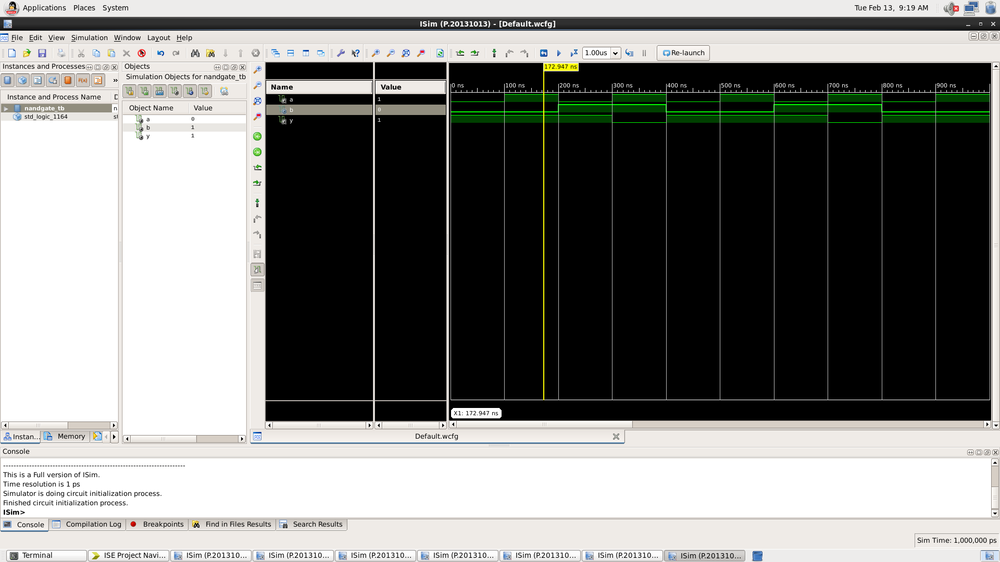 Applications Places System
Tue Feb 13, 9:19 AM
ISim (P.20131013) - [Default.wcfg]
File Edit View Simulation Window Layout Help
1.00us
Re-launch
Instances and Processes
Objects
Simulation Objects for nandgate_tb
»
Instance and Process Name D
nandgate_tb n
std_logic_1164 st
Object Name Value
a 0
b 1
y 1
Name Value
a 1
b 0
y 1
172.947 ns
0 ns 100 ns 200 ns 300 ns 400 ns 500 ns 600 ns 700 ns 800 ns 900 ns
X1: 172.947 ns
Instan... Memory
Default.wcfg
Console
----------------------------------------------------------------------
This is a Full version of ISim.
Time resolution is 1 ps
Simulator is doing circuit initialization process.
Finished circuit initialization process.
ISim>
Console Compilation Log Breakpoints Find in Files Results Search Results
Sim Time: 1,000,000 ps
Terminal ISE Project Navi... ISim (P.201310... ISim (P.201310... ISim (P.201310... ISim (P.201310... ISim (P.201310... ISim (P.201310... ISim (P.201310...